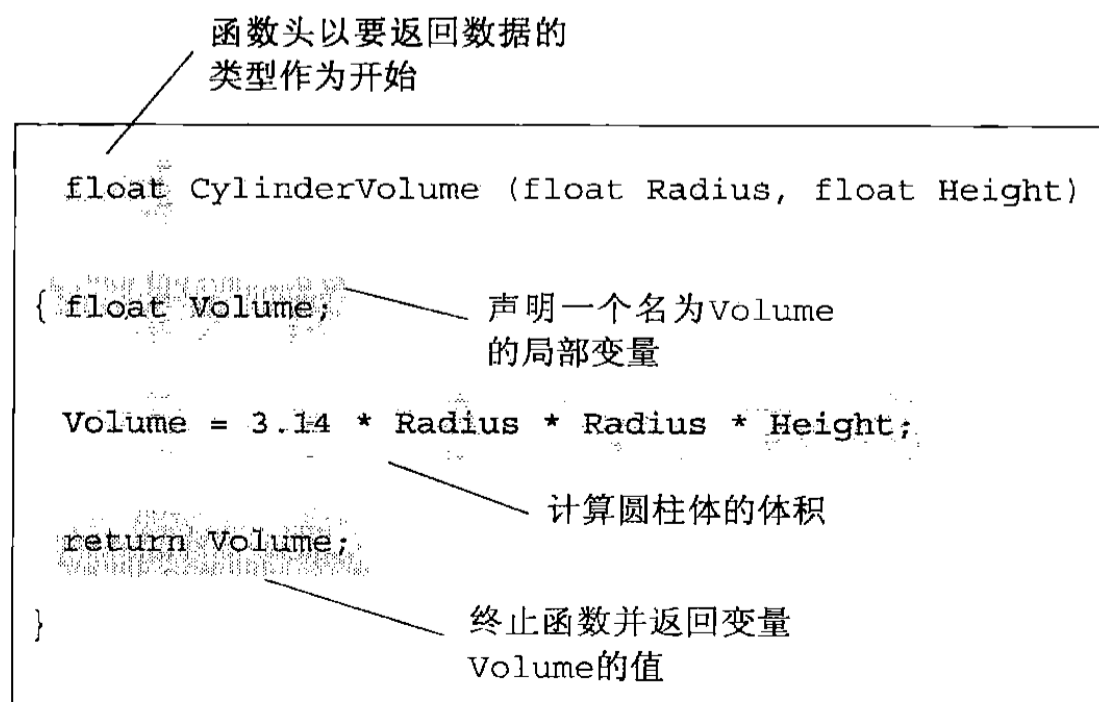 函数头以要返回数据的
类型作为开始
float CylinderVolume (float Radius, float Height)
{ float Volume;
声明一个名为Volume
的局部变量
Volume = 3.14 * Radius * Radius * Height;
计算圆柱体的体积
return Volume;
终止函数并返回变量
Volume的值
}